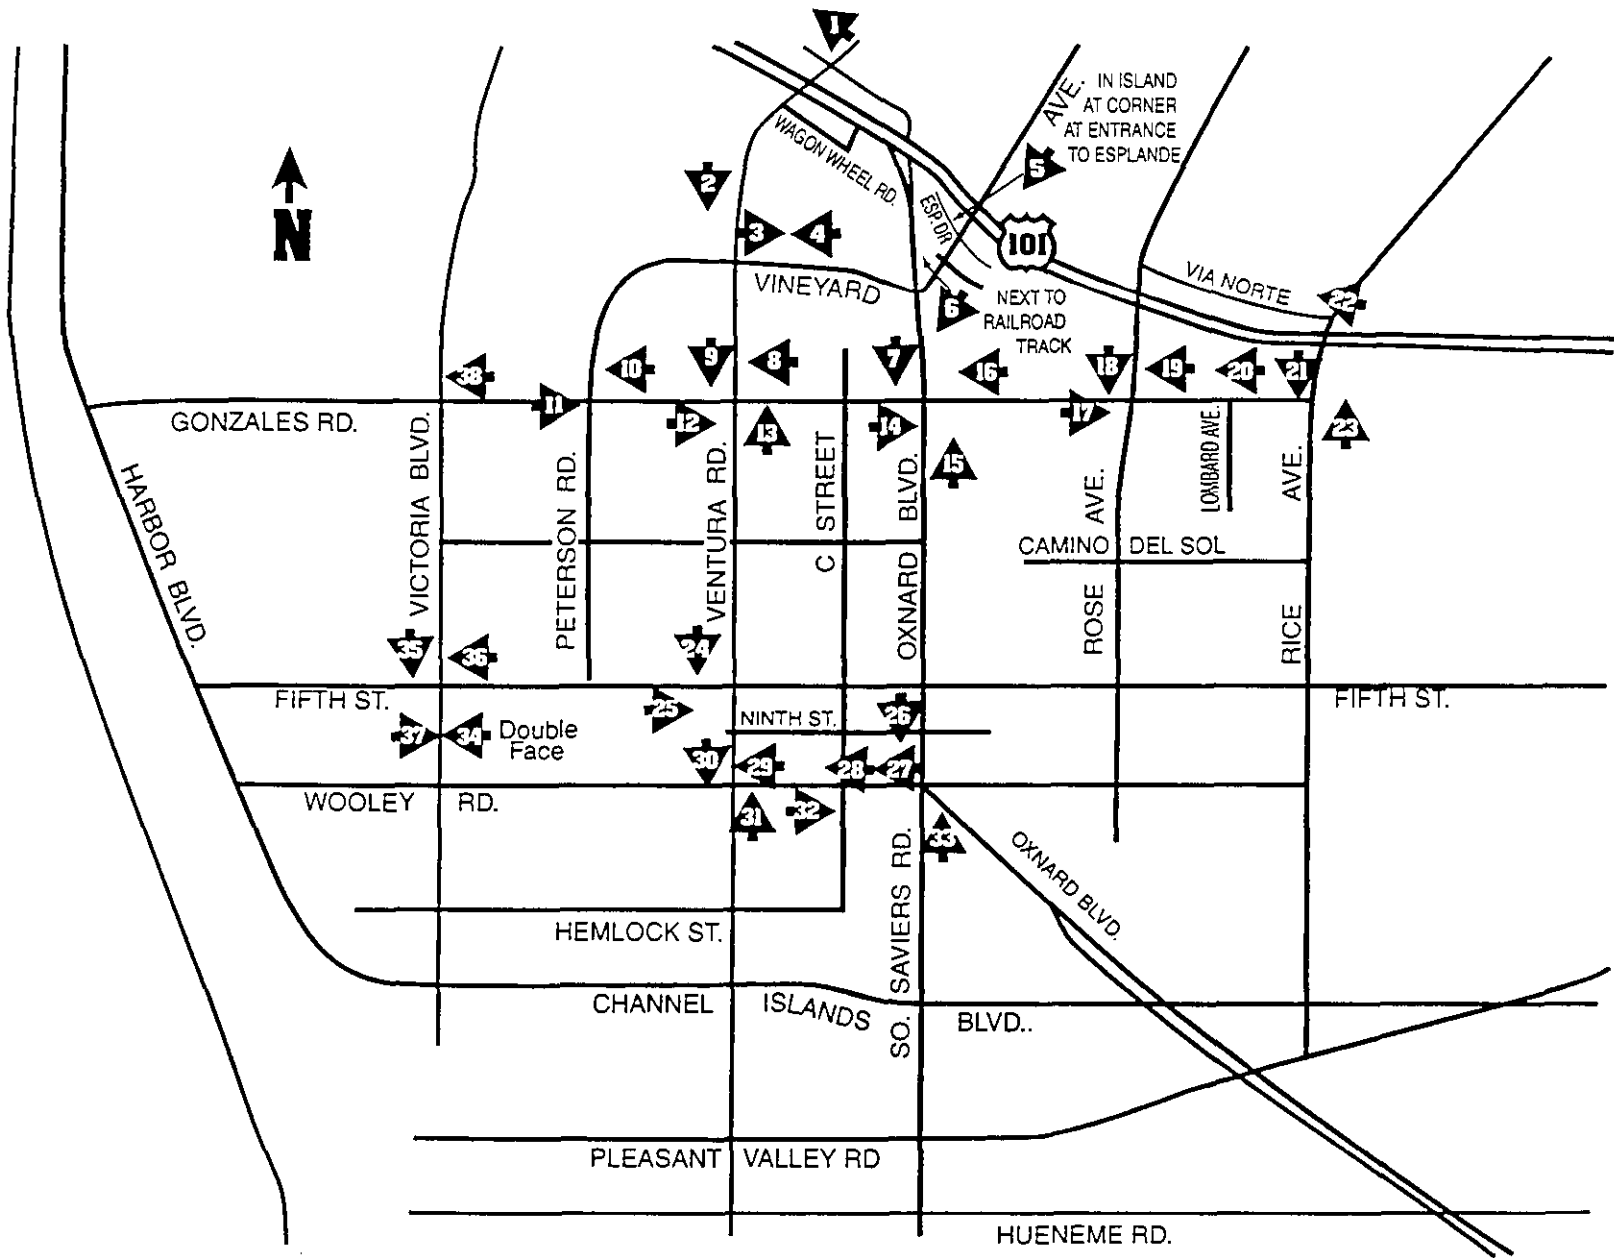 1
IN ISLAND
AVE. AT CORNER
AT ENTRANCE
TO ESPLANDE
WAGON WHEEL RD.
5
2
N
ESP. DR
3 4
101
VINEYARD
VIA NORTE
22
6
NEXT TO
RAILROAD
TRACK
38 10 9 8 7 16 18 19 20 21
11 17
GONZALES RD.
12 13 14 15 23
HARBOR BLVD.
VICTORIA BLVD.
PETERSON RD.
VENTURA RD.
C STREET
OXNARD BLVD.
ROSE AVE.
LOMBARD AVE.
RICE AVE.
CAMINO DEL SOL
35 36 24
FIFTH ST.
FIFTH ST.
25
NINTH ST.
26
37 34 Double
Face
30 29 28 27
WOOLEY RD.
31 32 33
SO. SAVIERS RD.
OXNARD BLVD.
HEMLOCK ST.
CHANNEL ISLANDS BLVD..
PLEASANT VALLEY RD
HUENEME RD.